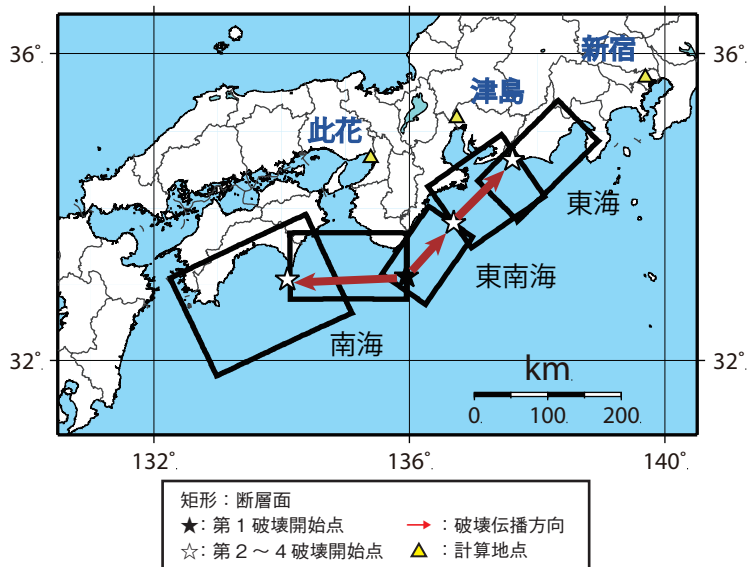 36°.
36°.
新宿
津島
此花
東海
東南海
南海
32°.
32°.
km.
0.
100.
200.
132°.
136°.
140°.
矩形：断層面
★：第１破壊開始点
→：破壊伝播方向
☆：第２～４破壊開始点
△：計算地点